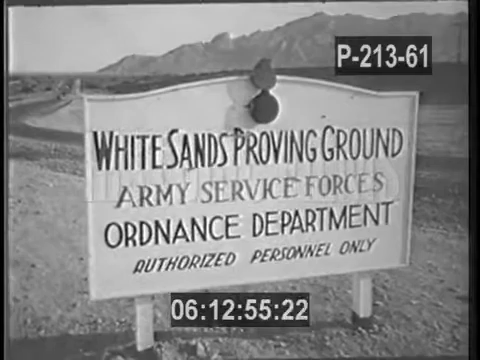 P-213-61
WHITE SANDS PROVING GROUND
ARMY SERVICE FORCES
ORDNANCE DEPARTMENT
AUTHORIZED PERSONNEL ONLY
06:12:55:22